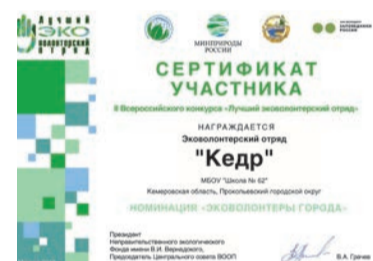 Лучший
ЭКО
волонтерский
отряд
МИНПРИРОДЫ
РОССИИ
ЗАПОВЕДНАЯ
РОССИЯ
СЕРТИФИКАТ
УЧАСТНИКА
II Всероссийского конкурса «Лучший эковолонтерский отряд»
НАГРАЖДАЕТСЯ
Эковолонтерский отряд
"Кедр"
МБОУ "Школа № 62"
Кемеровская область, Прокопьевский городской округ
НОМИНАЦИЯ «ЭКОВОЛОНТЕРЫ ГОРОДА»
Президент
Неправительственного экологического
Фонда имени В.И. Вернадского,
Председатель Центрального совета ВООП
В.А. Грачев